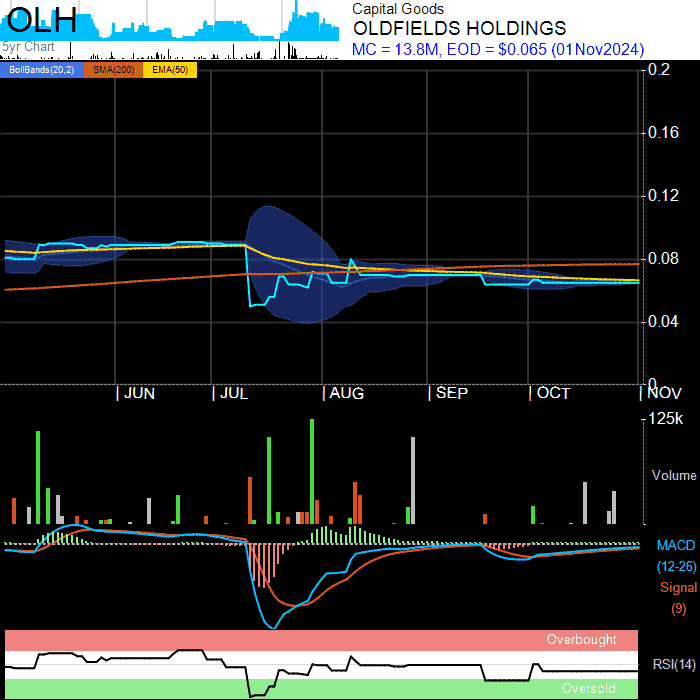 OLH
Capital Goods
OLDFIELDS HOLDINGS
5yr Chart
MC = 13.8M, EOD = $0.065 (01Nov2024)
BollBands(20,2) SMA(200) EMA(50)
0.2
0.16
0.12
0.08
0.04
0
JUN JUL AUG SEP OCT NOV
125k
Volume
MACD
(12-26)
Signal
(9)
Overbought
RSI(14)
Oversold